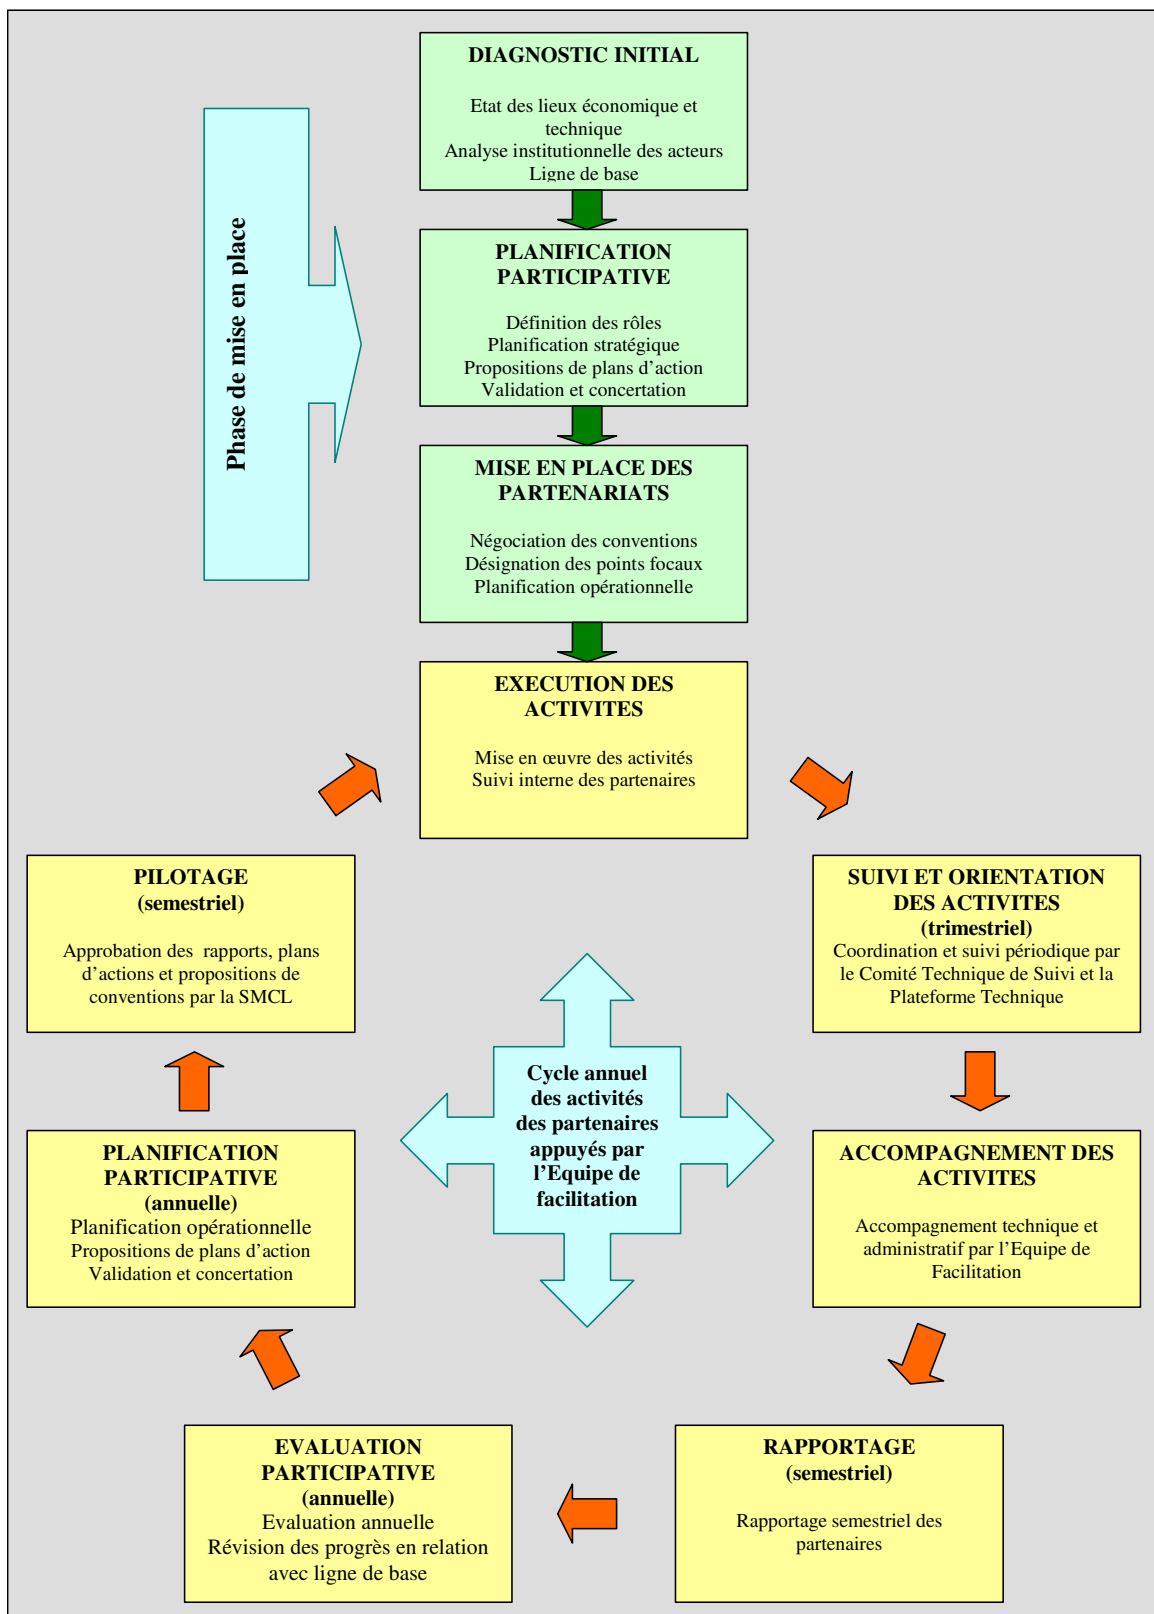 DIAGNOSTIC INITIAL
Etat des lieux économique et
technique
Analyse institutionnelle des acteurs
Ligne de base
Phase de mise en place
PLANIFICATION
PARTICIPATIVE
Définition des rôles
Planification stratégique
Propositions de plans d’action
Validation et concertation
MISE EN PLACE DES
PARTENARIATS
Négociation des conventions
Désignation des points focaux
Planification opérationnelle
EXECUTION DES
ACTIVITES
Mise en œuvre des activités
Suivi interne des partenaires
SUIVI ET ORIENTATION
DES ACTIVITES
(trimestriel)
Coordination et suivi périodique par
le Comité Technique de Suivi et la
Plateforme Technique
ACCOMPAGNEMENT DES
ACTIVITES
Accompagnement technique et
administratif par l’Equipe de
Facilitation
RAPPORTAGE
(semestriel)
Rapportage semestriel des
partenaires
EVALUATION
PARTICIPATIVE
(annuelle)
Evaluation annuelle
Révision des progrès en relation
avec ligne de base
PLANIFICATION
PARTICIPATIVE
(annuelle)
Planification opérationnelle
Propositions de plans d’action
Validation et concertation
PILOTAGE
(semestriel)
Approbation des rapports, plans
d’actions et propositions de
conventions par la SMCL
Cycle annuel
des activités
des partenaires
appuyés par
l’Equipe de
facilitation